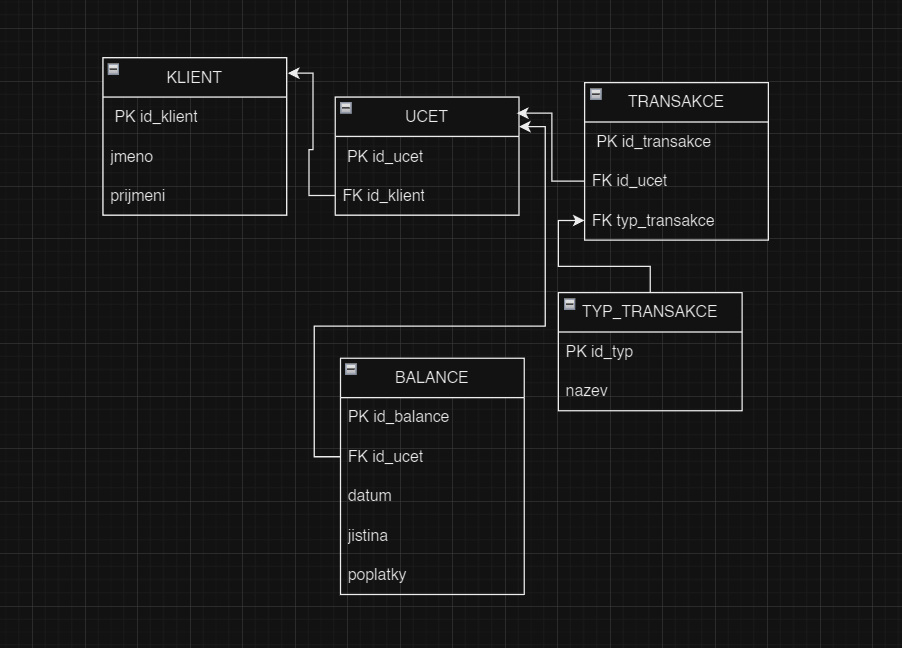 KLIENT
PK id_klient
jmeno
prijmeni
UCET
PK id_ucet
FK id_klient
TRANSAKCE
PK id_transakce
FK id_ucet
FK typ_transakce
TYP_TRANSAKCE
PK id_typ
nazev
BALANCE
PK id_balance
FK id_ucet
datum
jistina
poplatky